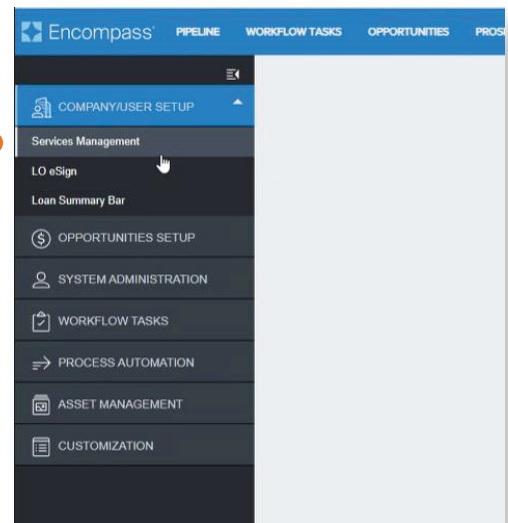 Encompass PIPELINE WORKFLOW TASKS OPPORTUNITIES
COMPANY/USER SETUP
Services Management
LO eSign
Loan Summary Bar
OPPORTUNITIES SETUP
SYSTEM ADMINISTRATION
WORKFLOW TASKS
PROCESS AUTOMATION
ASSET MANAGEMENT
CUSTOMIZATION